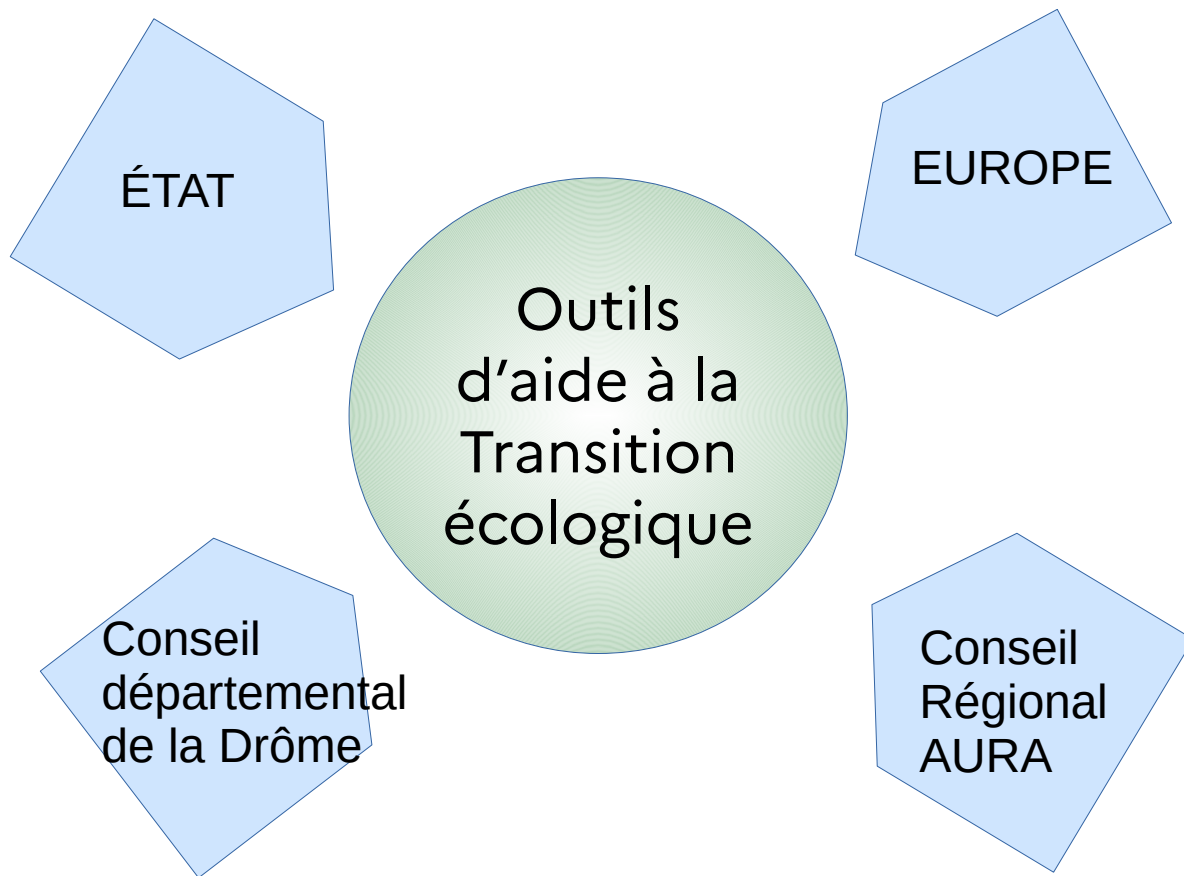 ÉTAT
EUROPE
Outils
d'aide à la
Transition
écologique
Conseil
départemental
de la Drôme
Conseil
Régional
AURA